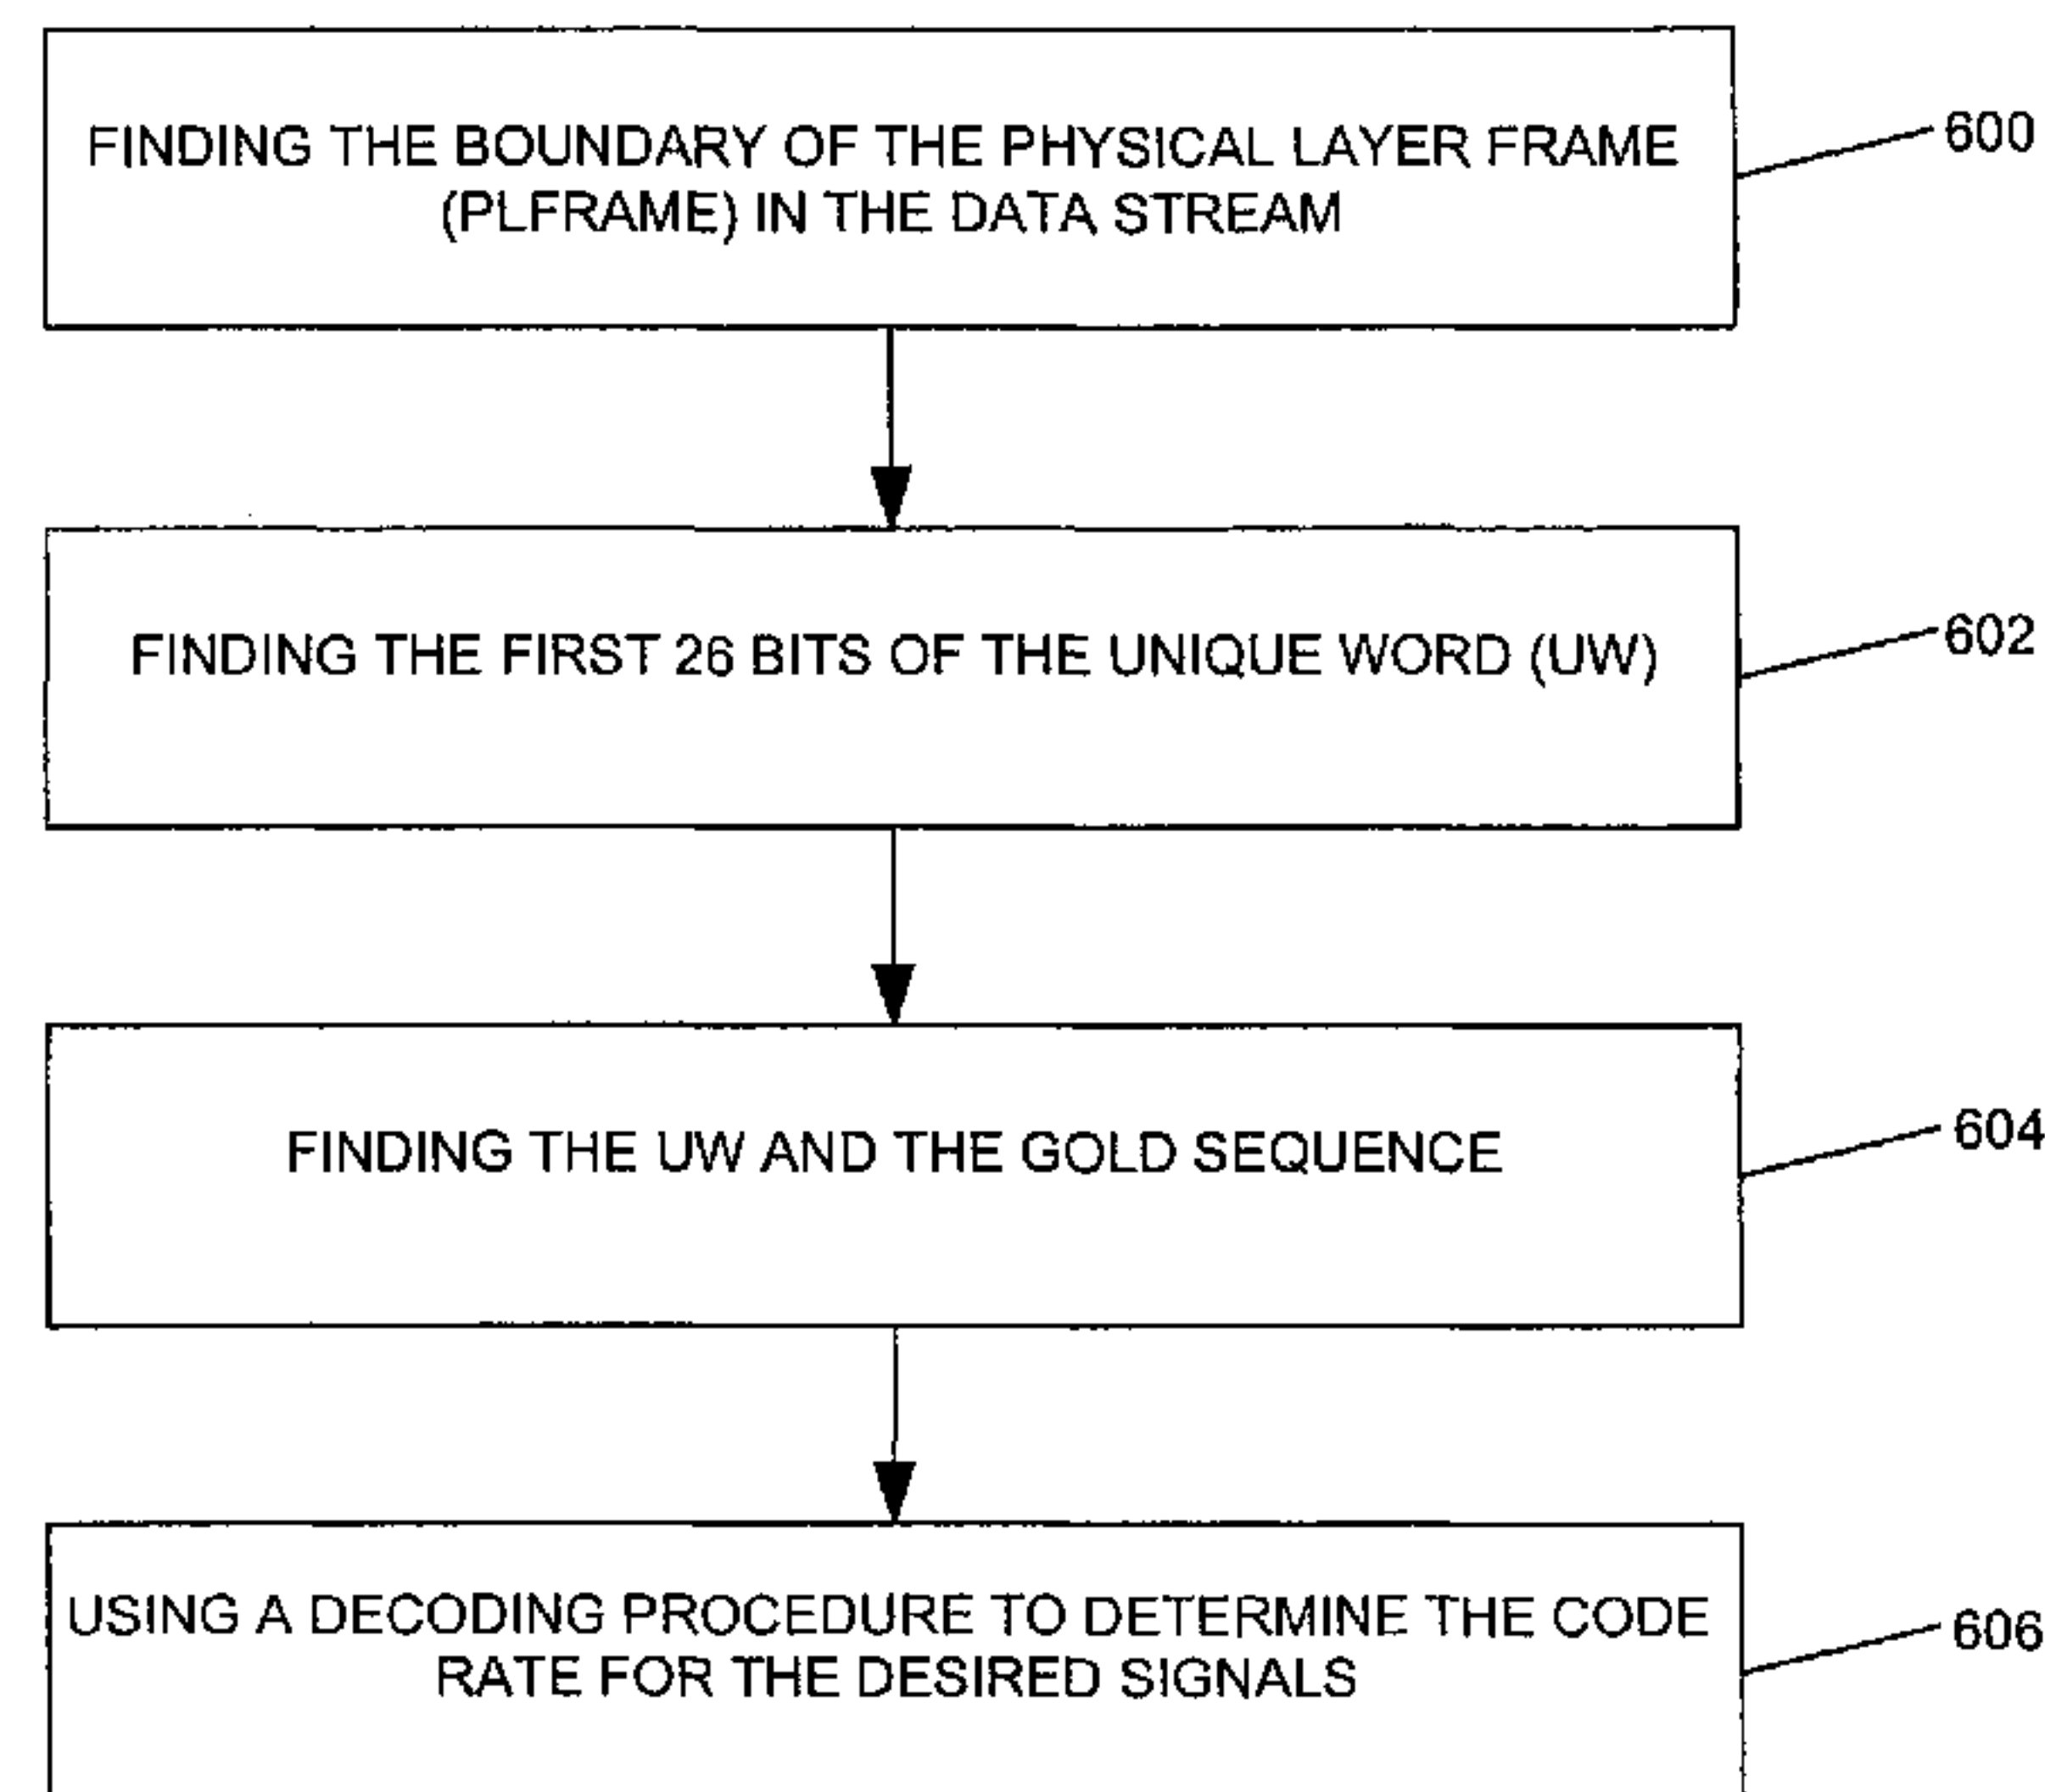 FINDING THE BOUNDARY OF THE PHYSICAL LAYER FRAME
(PLFRAME) IN THE DATA STREAM
600
FINDING THE FIRST 26 BITS OF THE UNIQUE WORD (UW)
602
FINDING THE UW AND THE GOLD SEQUENCE
604
USING A DECODING PROCEDURE TO DETERMINE THE CODE
RATE FOR THE DESIRED SIGNALS
606